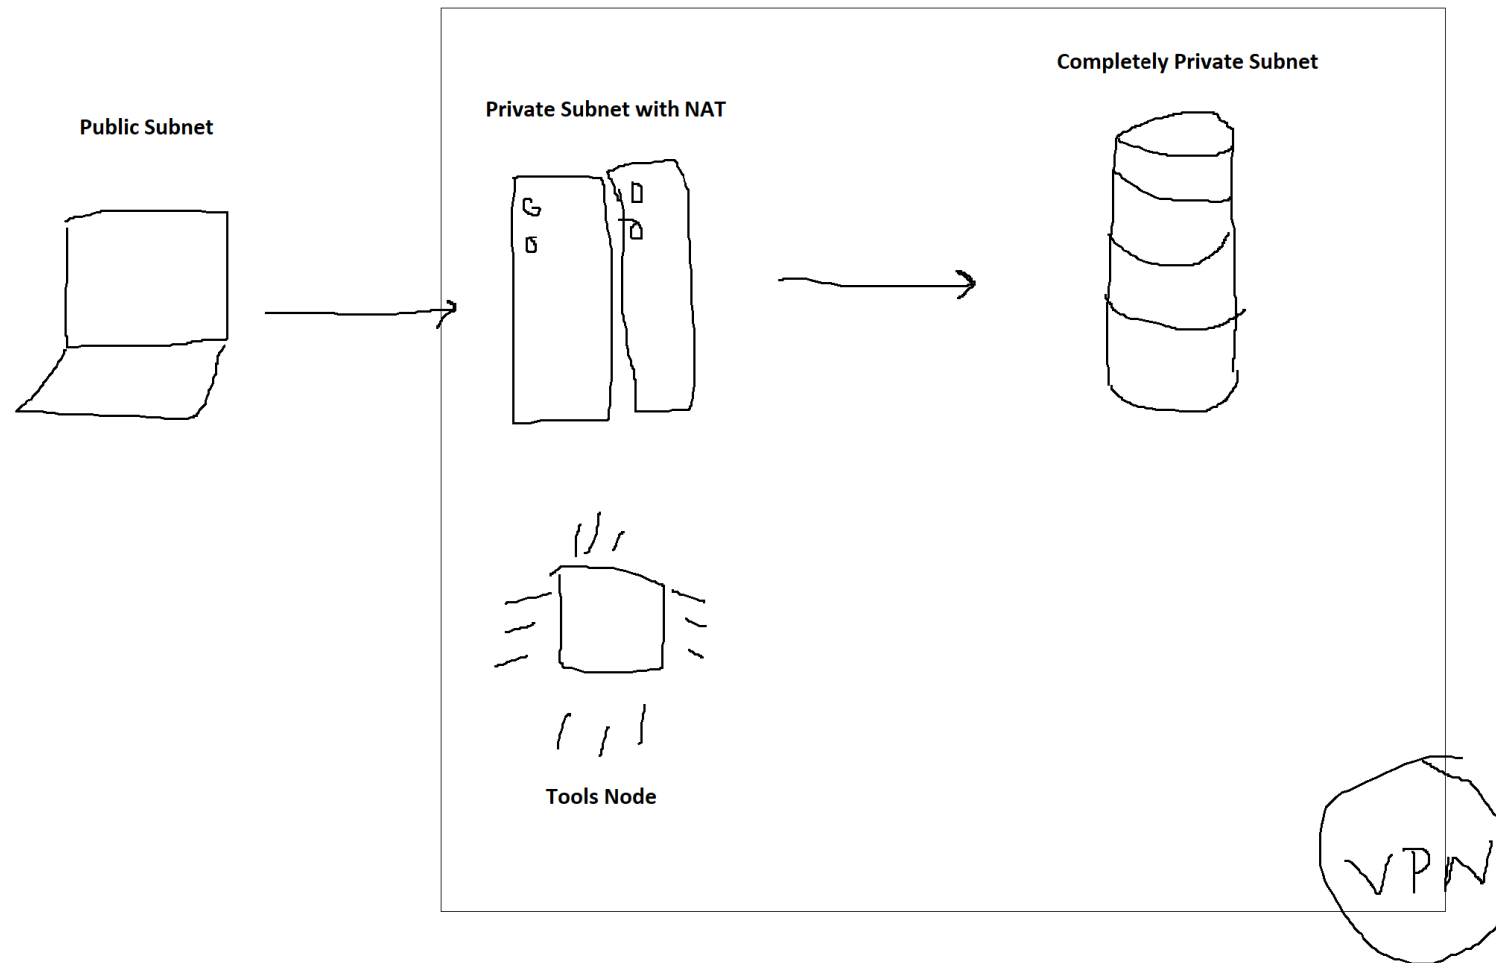 Completely Private Subnet
Private Subnet with NAT
Public Subnet
Tools Node
VPN